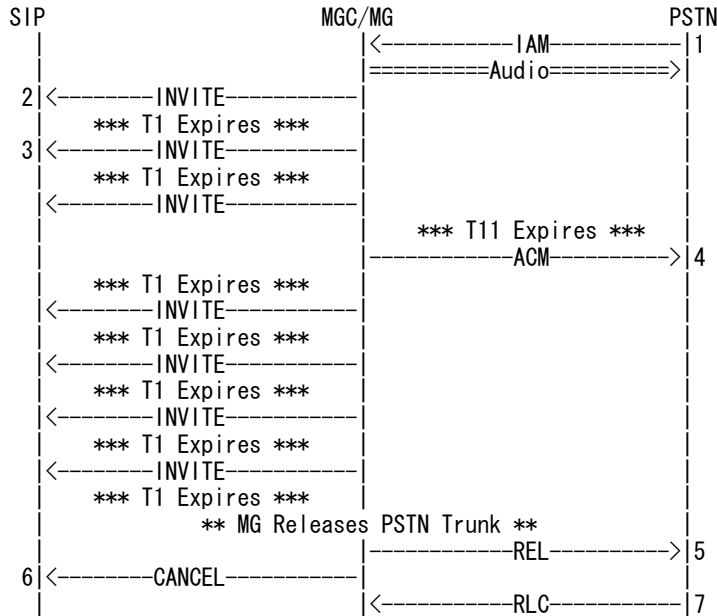 SIP                       MGC/MG                       PSTN
   |                          |<-----------IAM-----------|1
   |                          |==========Audio==========>|
  2|<--------INVITE-----------|                          |
   |    *** T1 Expires ***    |                          |
  3|<--------INVITE-----------|                          |
   |    *** T1 Expires ***    |                          |
   |<--------INVITE-----------|                          |
   |                          |    *** T11 Expires ***   |
   |                          |------------ACM---------->|4
   |    *** T1 Expires ***    |                          |
   |<--------INVITE-----------|                          |
   |    *** T1 Expires ***    |                          |
   |<--------INVITE-----------|                          |
   |    *** T1 Expires ***    |                          |
   |<--------INVITE-----------|                          |
   |    *** T1 Expires ***    |                          |
   |<--------INVITE-----------|                          |
   |    *** T1 Expires ***    |                          |
   |             ** MG Releases PSTN Trunk **            |
   |                          |------------REL---------->|5
  6|<--------CANCEL-----------|                          |
   |                          |<-----------RLC-----------|7